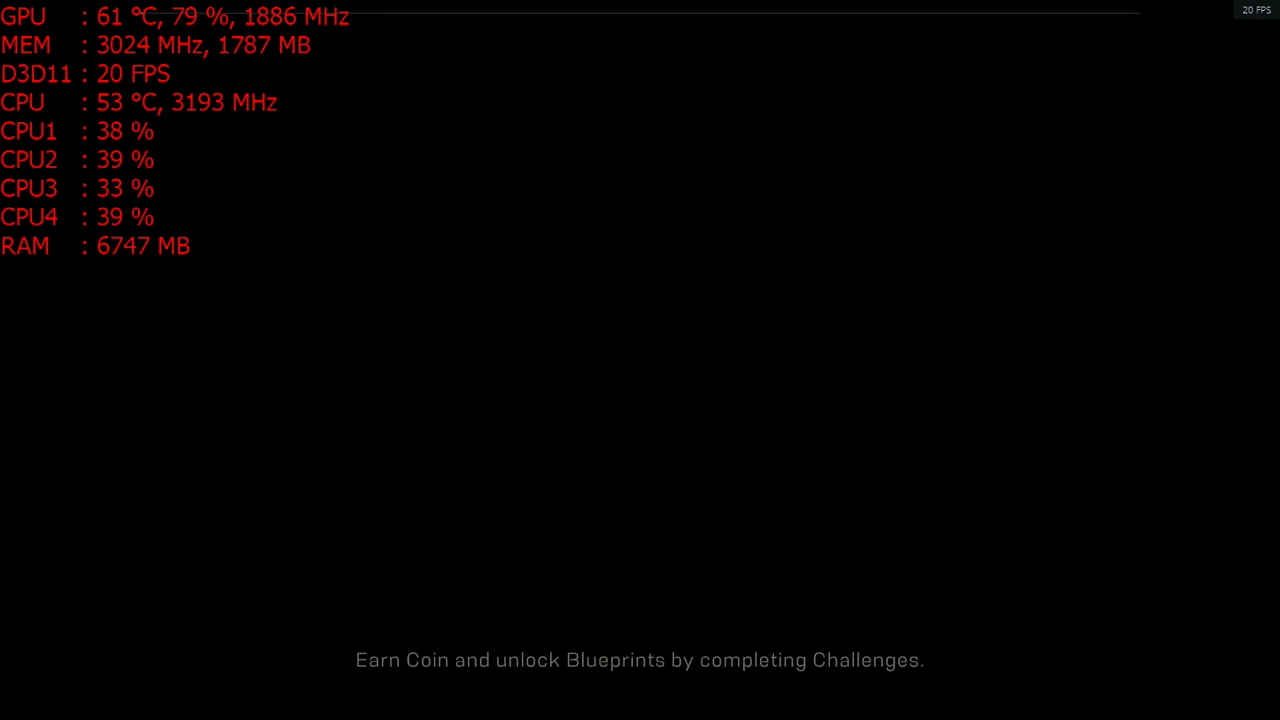 GPU : 61 °C, 79 %, 1886 MHz
20 FPS
MEM : 3024 MHz, 1787 MB
D3D11 : 20 FPS
CPU : 53 °C, 3193 MHz
CPU1 : 38 %
CPU2 : 39 %
CPU3 : 33 %
CPU4 : 39 %
RAM : 6747 MB
Earn Coin and unlock Blueprints by completing Challenges.